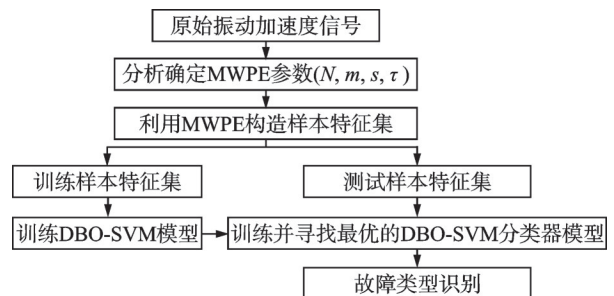 原始振动加速度信号
分析确定MWPE参数(N, m, s, τ )
利用MWPE构造样本特征集
训练样本特征集
测试样本特征集
训练DBO-SVM模型
训练并寻找最优的DBO-SVM分类器模型
故障类型识别